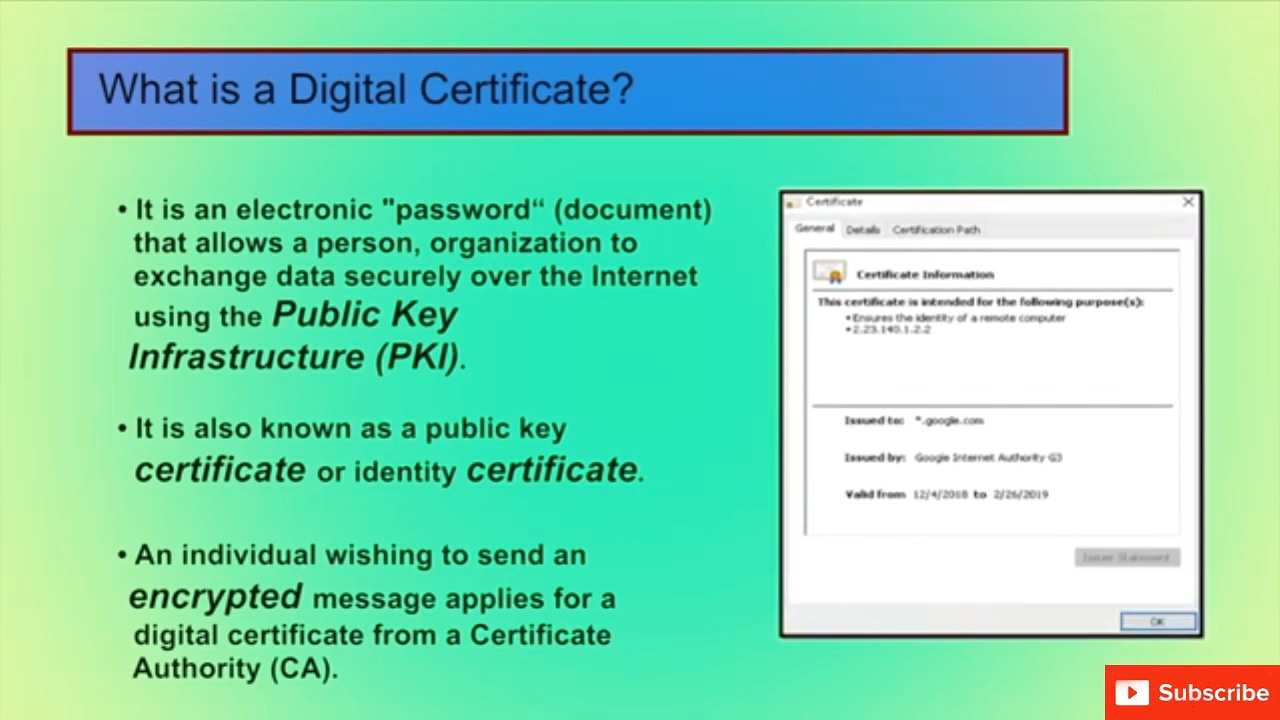 What is a Digital Certificate?
• It is an electronic "password“ (document)
that allows a person, organization to
exchange data securely over the Internet
using the Public Key
Infrastructure (PKI).
• It is also known as a public key
certificate or identity certificate.
• An individual wishing to send an
encrypted message applies for a
digital certificate from a Certificate
Authority (CA).
Certificate
General Details Certification Path
Certificate Information
This certificate is intended for the following purpose(s):
•Ensures the identity of a remote computer
•2.23.140.1.2.2
Issued to: *.google.com
Issued by: Google Internet Authority G3
Valid from 12/4/2018 to 2/26/2019
Issuer Statement
OK
Subscribe